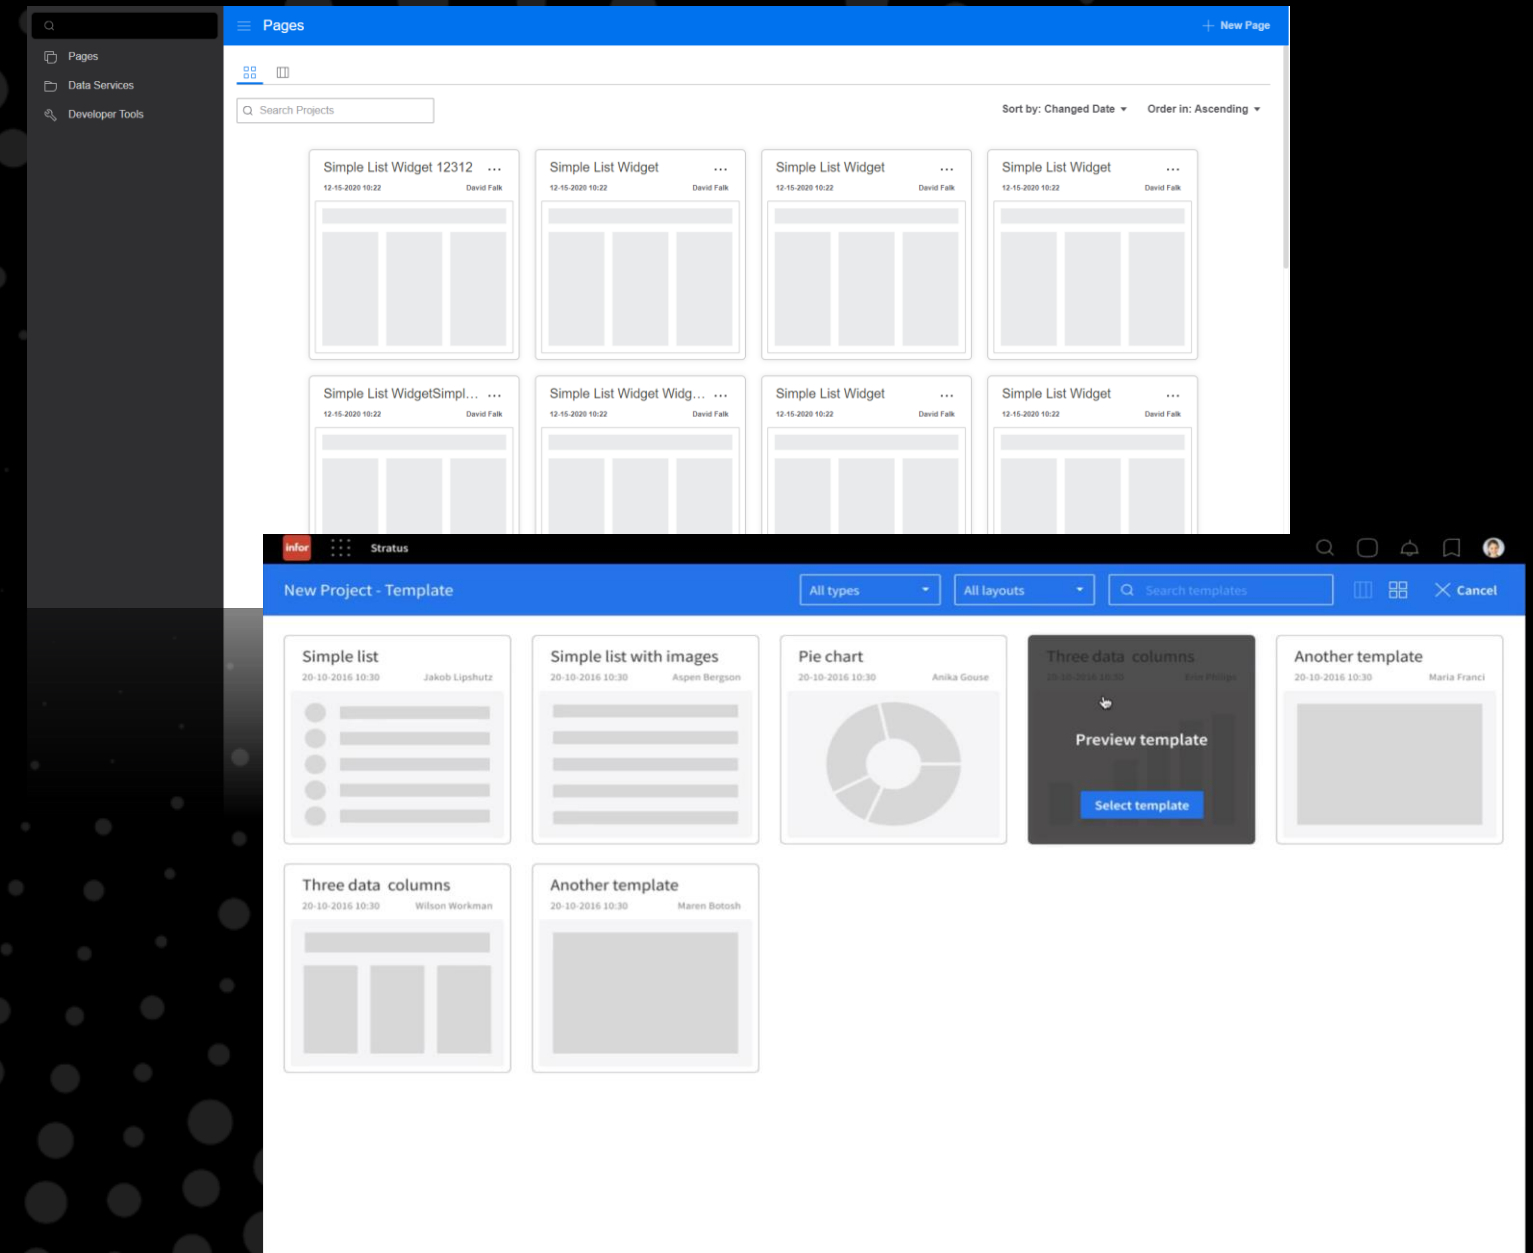 Pages
New Page
Pages
Data Services
Developer Tools
Search Projects
Sort by: Changed Date
Order in: Ascending
Simple List Widget 12312 ...
12-15-2020 10:22 David Falk
Simple List Widget ...
12-15-2020 10:22 David Falk
Simple List Widget ...
12-15-2020 10:22 David Falk
Simple List Widget ...
12-15-2020 10:22 David Falk
Simple List WidgetSimpl... ...
12-15-2020 10:22 David Falk
Simple List Widget Widg... ...
12-15-2020 10:22 David Falk
Simple List Widget ...
12-15-2020 10:22 David Falk
Simple List Widget ...
12-15-2020 10:22 David Falk
infor Stratus
New Project - Template
All types
All layouts
Search templates
Cancel
Simple list
20-10-2016 10:30 Jakob Lipshutz
Simple list with images
20-10-2016 10:30 Aspen Bergson
Pie chart
20-10-2016 10:30 Anika Gouse
Three data columns
20-10-2016 10:30 Erin Philips
Preview template
Select template
Another template
20-10-2016 10:30 Maria Franci
Three data columns
20-10-2016 10:30 Wilson Workman
Another template
20-10-2016 10:30 Maren Botosh